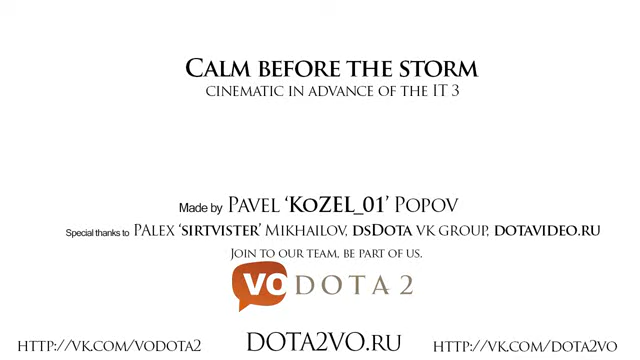 Calm before the storm
cinematic in advance of the IT 3
Made by Pavel 'KoZEL_01' Popov
Special thanks to PAlex 'sirtvister' Mikhailov, dsDota vk group, dotavideo.ru
Join to our team, be part of us.
VO DOTA 2
http://vk.com/vodota2 DOTA2VO.ru http://vk.com/dota2vo